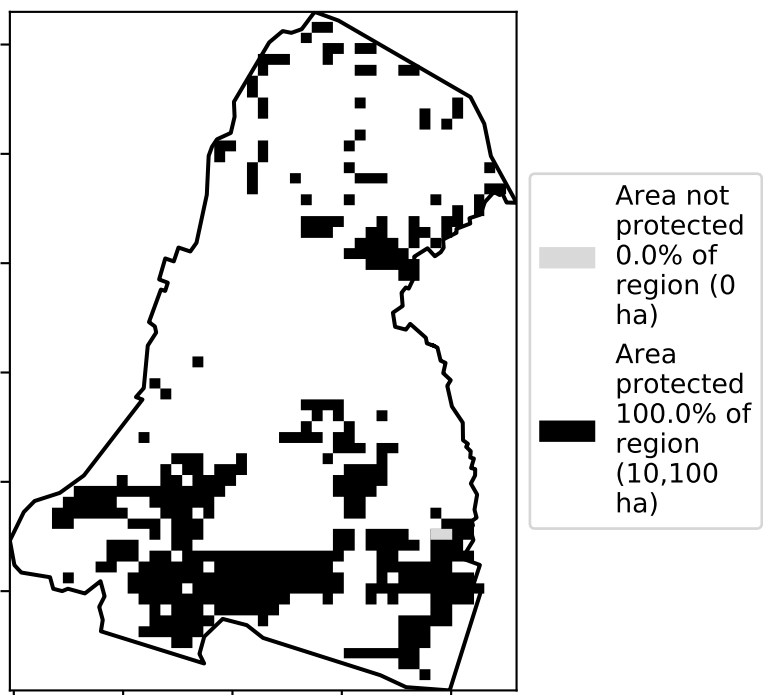 Area not
protected
0.0% of
region (0
ha)
Area
protected
100.0% of
region
(10,100
ha)